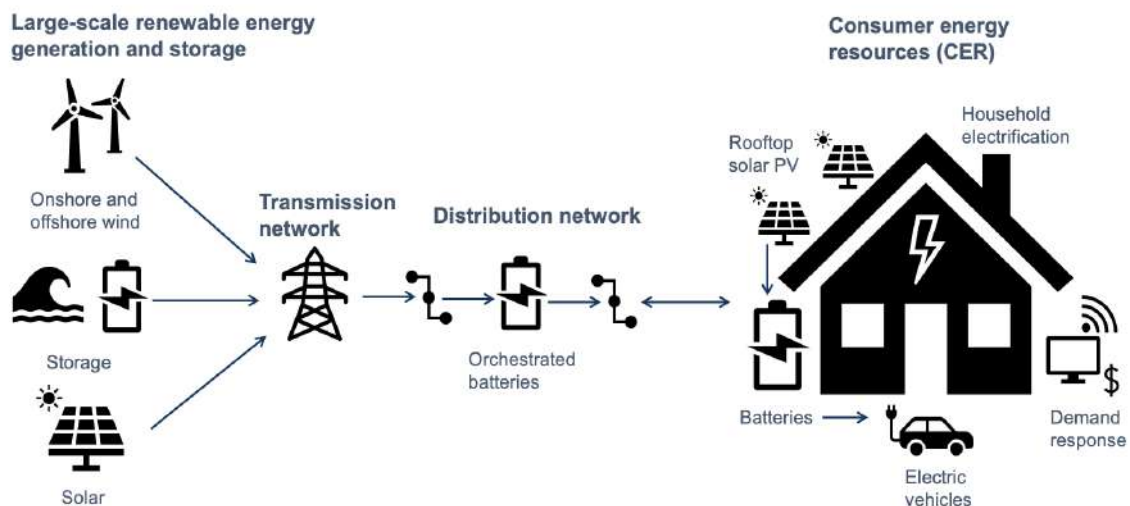 Large-scale renewable energy
generation and storage
Consumer energy
resources (CER)
Onshore and
offshore wind
Transmission
network
Distribution network
Rooftop
solar PV
Household
electrification
Storage
Orchestrated
batteries
Batteries
$
Demand
response
Solar
Electric
vehicles